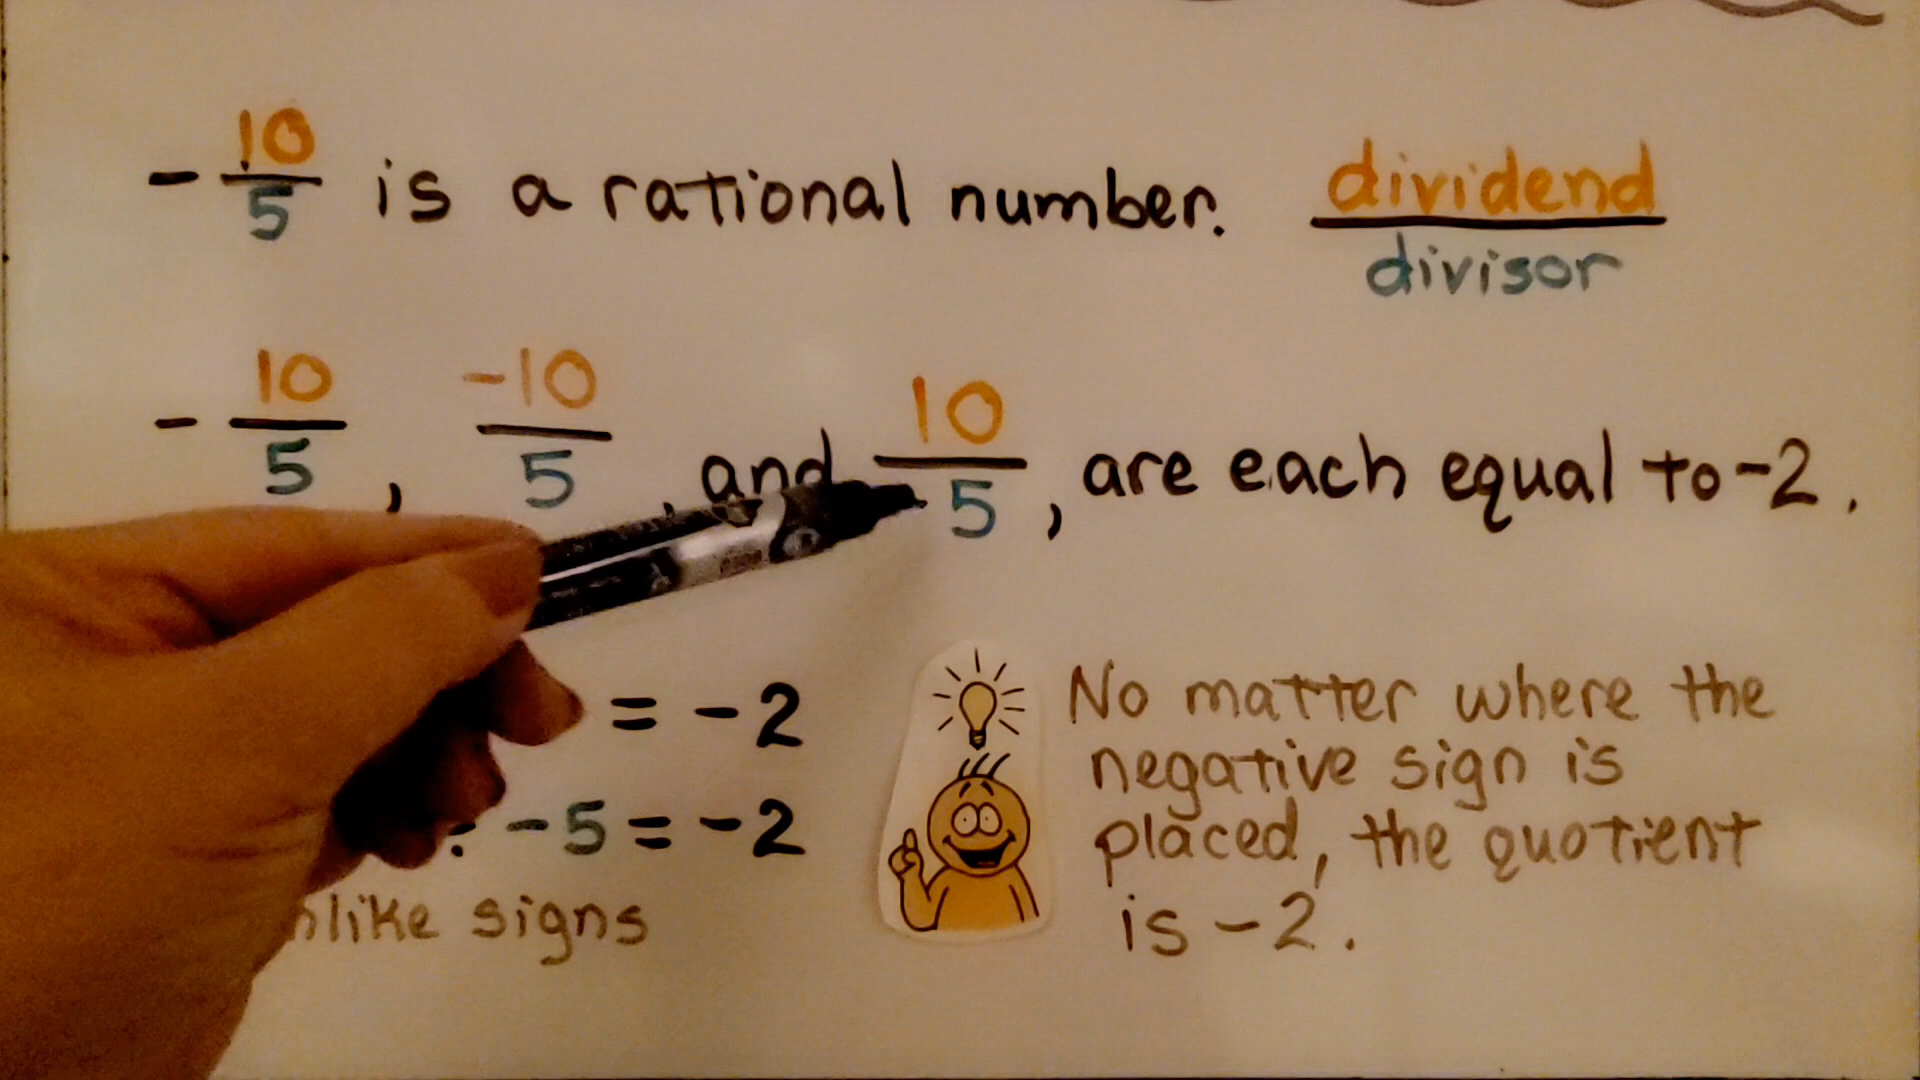 - 10/5 is a rational number. dividend/divisor
- 10/5 , -10/5 , and 10/5 , are each equal to -2 .
= -2
÷ -5 = -2
signs
No matter where the
negative sign is
placed, the quotient
is -2 .